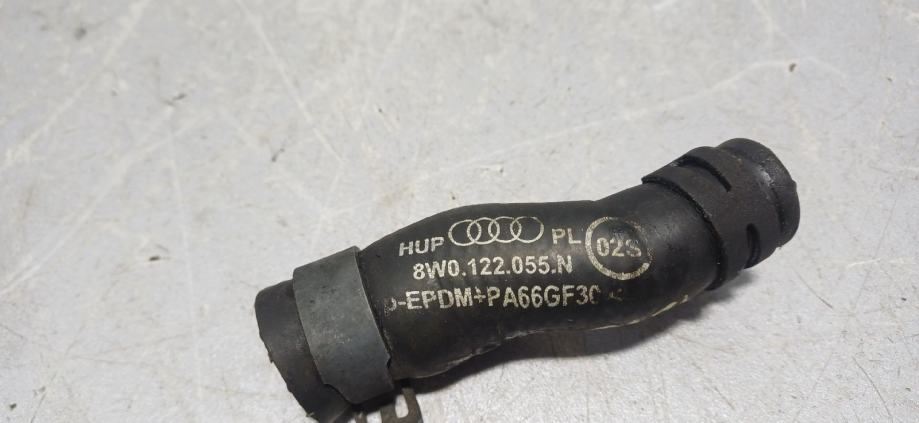 HUP PL 02S
8W0.122.055.N
-EPDM+PA66GF30